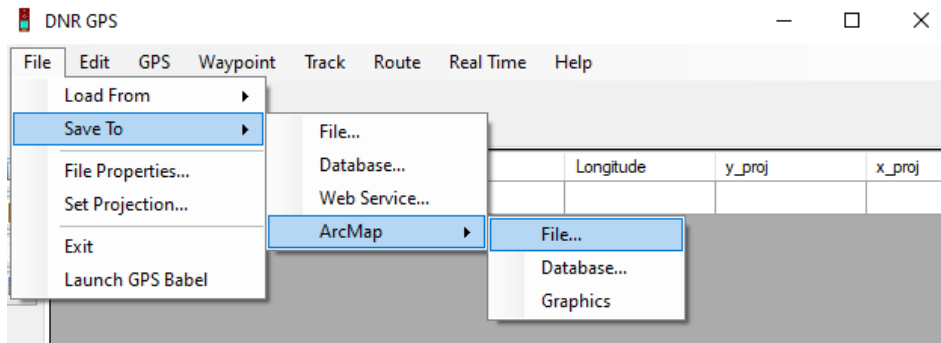 DNR GPS
File Edit GPS Waypoint Track Route Real Time Help
Load From
Save To
File Properties...
Set Projection...
Exit
Launch GPS Babel
File...
Database...
Web Service...
ArcMap
File...
Database...
Graphics
Longitude y_proj x_proj